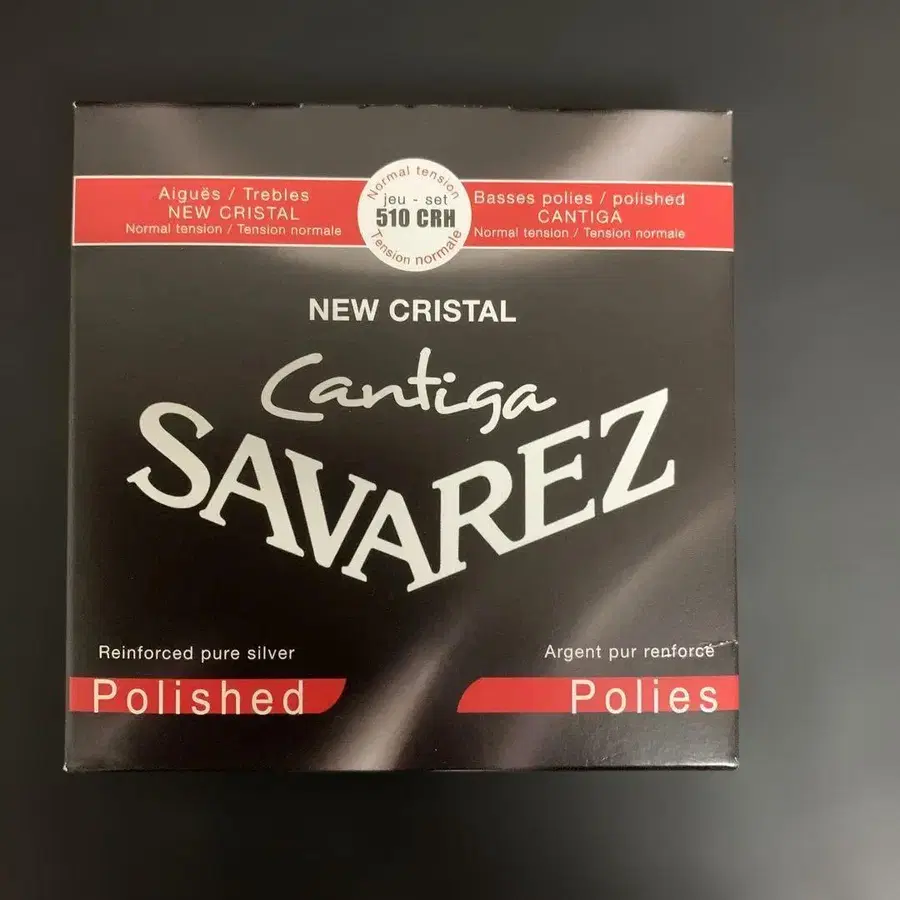 Aiguës / Trebles
NEW CRISTAL
Normal tension / Tension normale
Normal tension
jeu - set
510 CRH
Tension normale
Basses polies / polished
CANTIGA
Normal tension / Tension normale
NEW CRISTAL
Cantiga
SAVAREZ
Reinforced pure silver
Polished
Argent pur renforcé
Polies